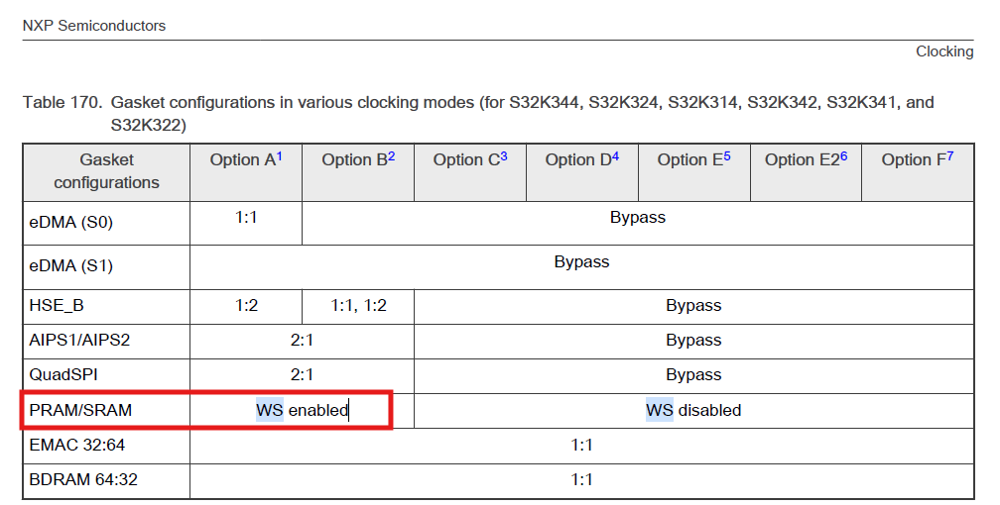 NXP Semiconductors
Clocking
Table 170. Gasket configurations in various clocking modes (for S32K344, S32K324, S32K314, S32K342, S32K341, and
S32K322)
Gasket configurations Option A1 Option B2 Option C3 Option D4 Option E5 Option E26 Option F7
eDMA (S0) 1:1 Bypass
eDMA (S1) Bypass
HSE_B 1:2 1:1, 1:2 Bypass
AIPS1/AIPS2 2:1 Bypass
QuadSPI 2:1 Bypass
PRAM/SRAM WS enabled WS disabled
EMAC 32:64 1:1
BDRAM 64:32 1:1